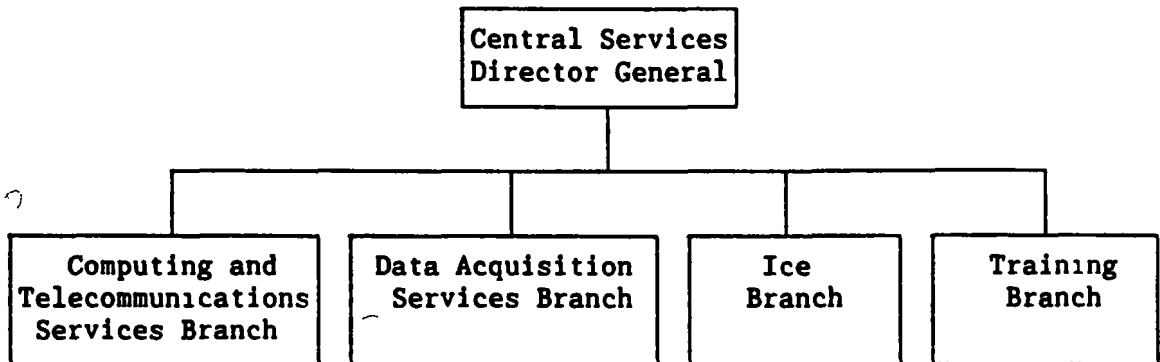 Central Services
Director General
Computing and
Telecommunications
Services Branch
Data Acquisition
Services Branch
Ice
Branch
Training
Branch